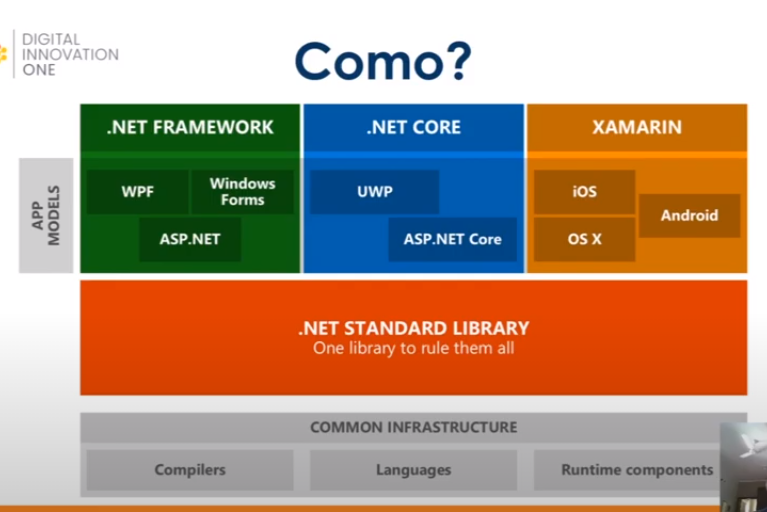 DIGITAL
INNOVATION
ONE
Como?
.NET FRAMEWORK
.NET CORE
XAMARIN
APP
MODELS
WPF
Windows
Forms
ASP.NET
UWP
ASP.NET Core
iOS
Android
OS X
.NET STANDARD LIBRARY
One library to rule them all
COMMON INFRASTRUCTURE
Compilers
Languages
Runtime components